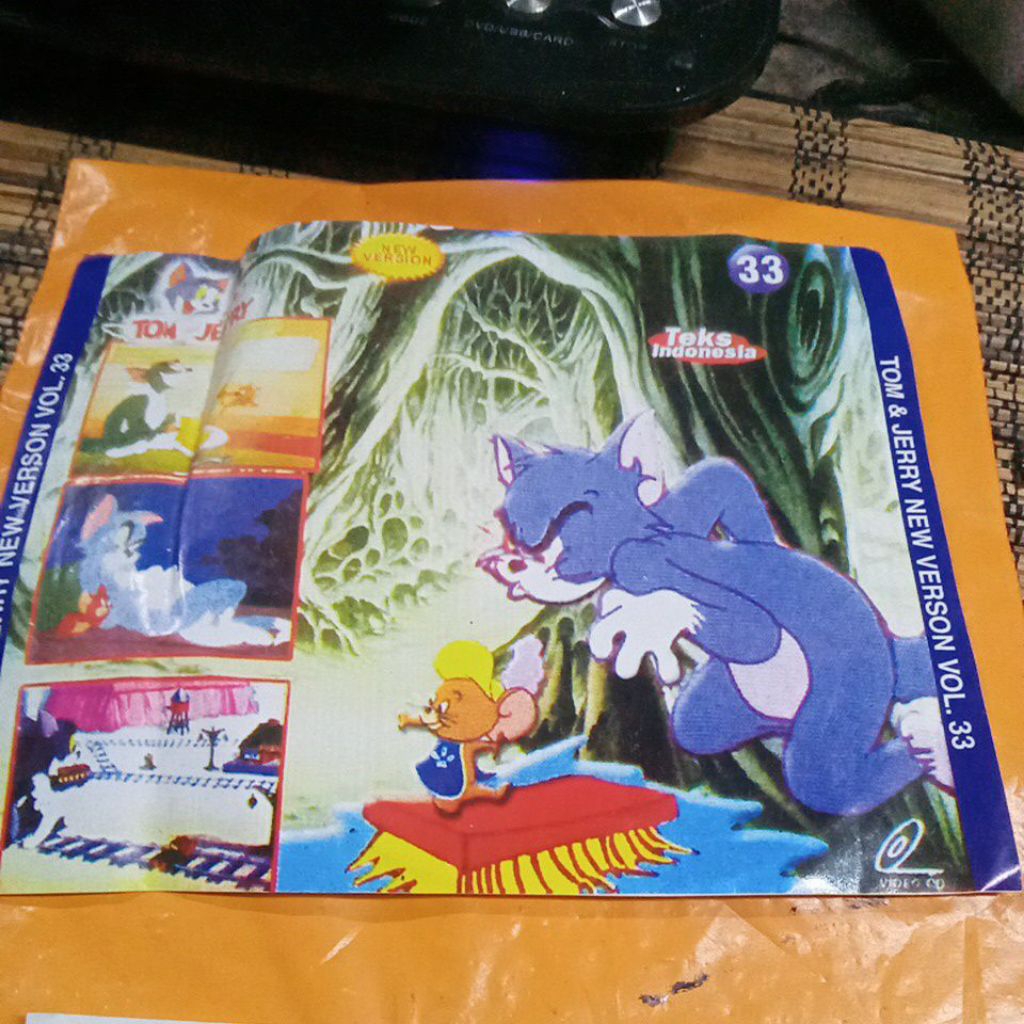 DVD/USB/CARD
NEW
VERSION
33
Teks
Indonesia
TOM JERRY
NEW VERSON VOL. 33
TOM & JERRY NEW VERSON VOL. 33
VIDEO CD